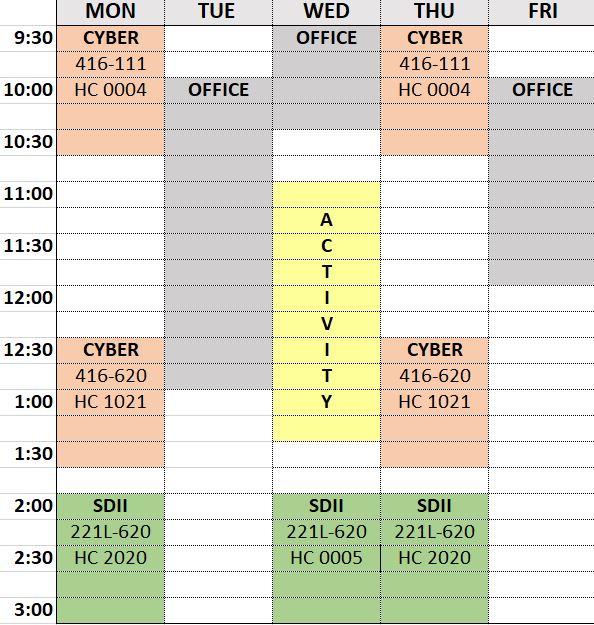 MON TUE WED THU FRI
9:30 CYBER OFFICE CYBER
416-111 416-111
10:00 HC 0004 OFFICE HC 0004 OFFICE
10:30
11:00
A
11:30 C
T
12:00 I
V
12:30 CYBER I CYBER
416-620 T 416-620
1:00 HC 1021 Y HC 1021
1:30
2:00 SDII SDII SDII
221L-620 221L-620 221L-620
2:30 HC 2020 HC 0005 HC 2020
3:00